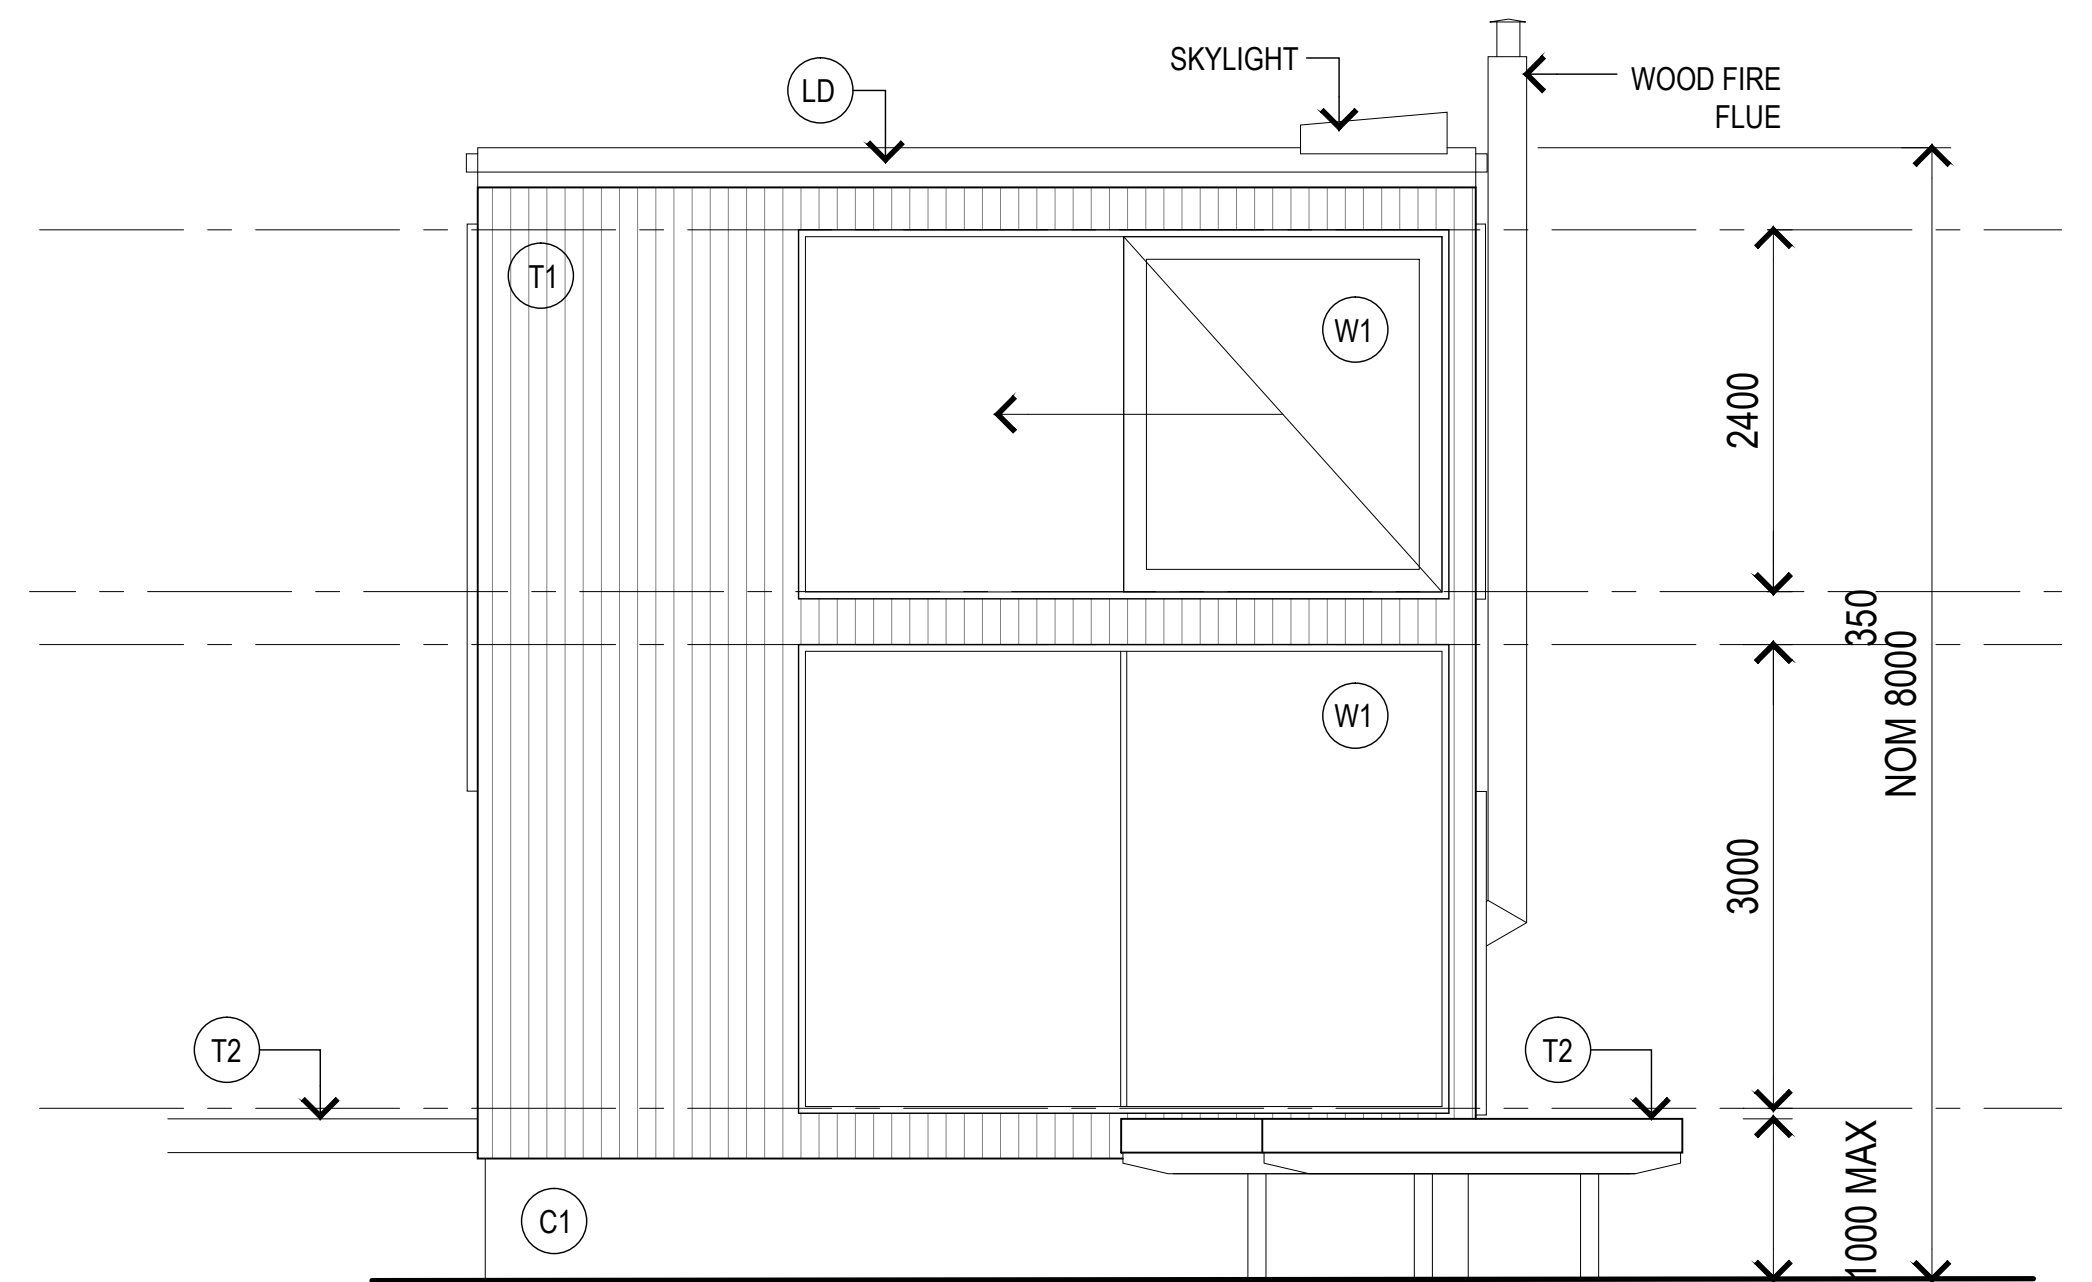 SKYLIGHT
WOOD FIRE
FLUE
LD
T1
W1
2400
350
NOM 8000
W1
3000
T2
T2
1000 MAX
C1